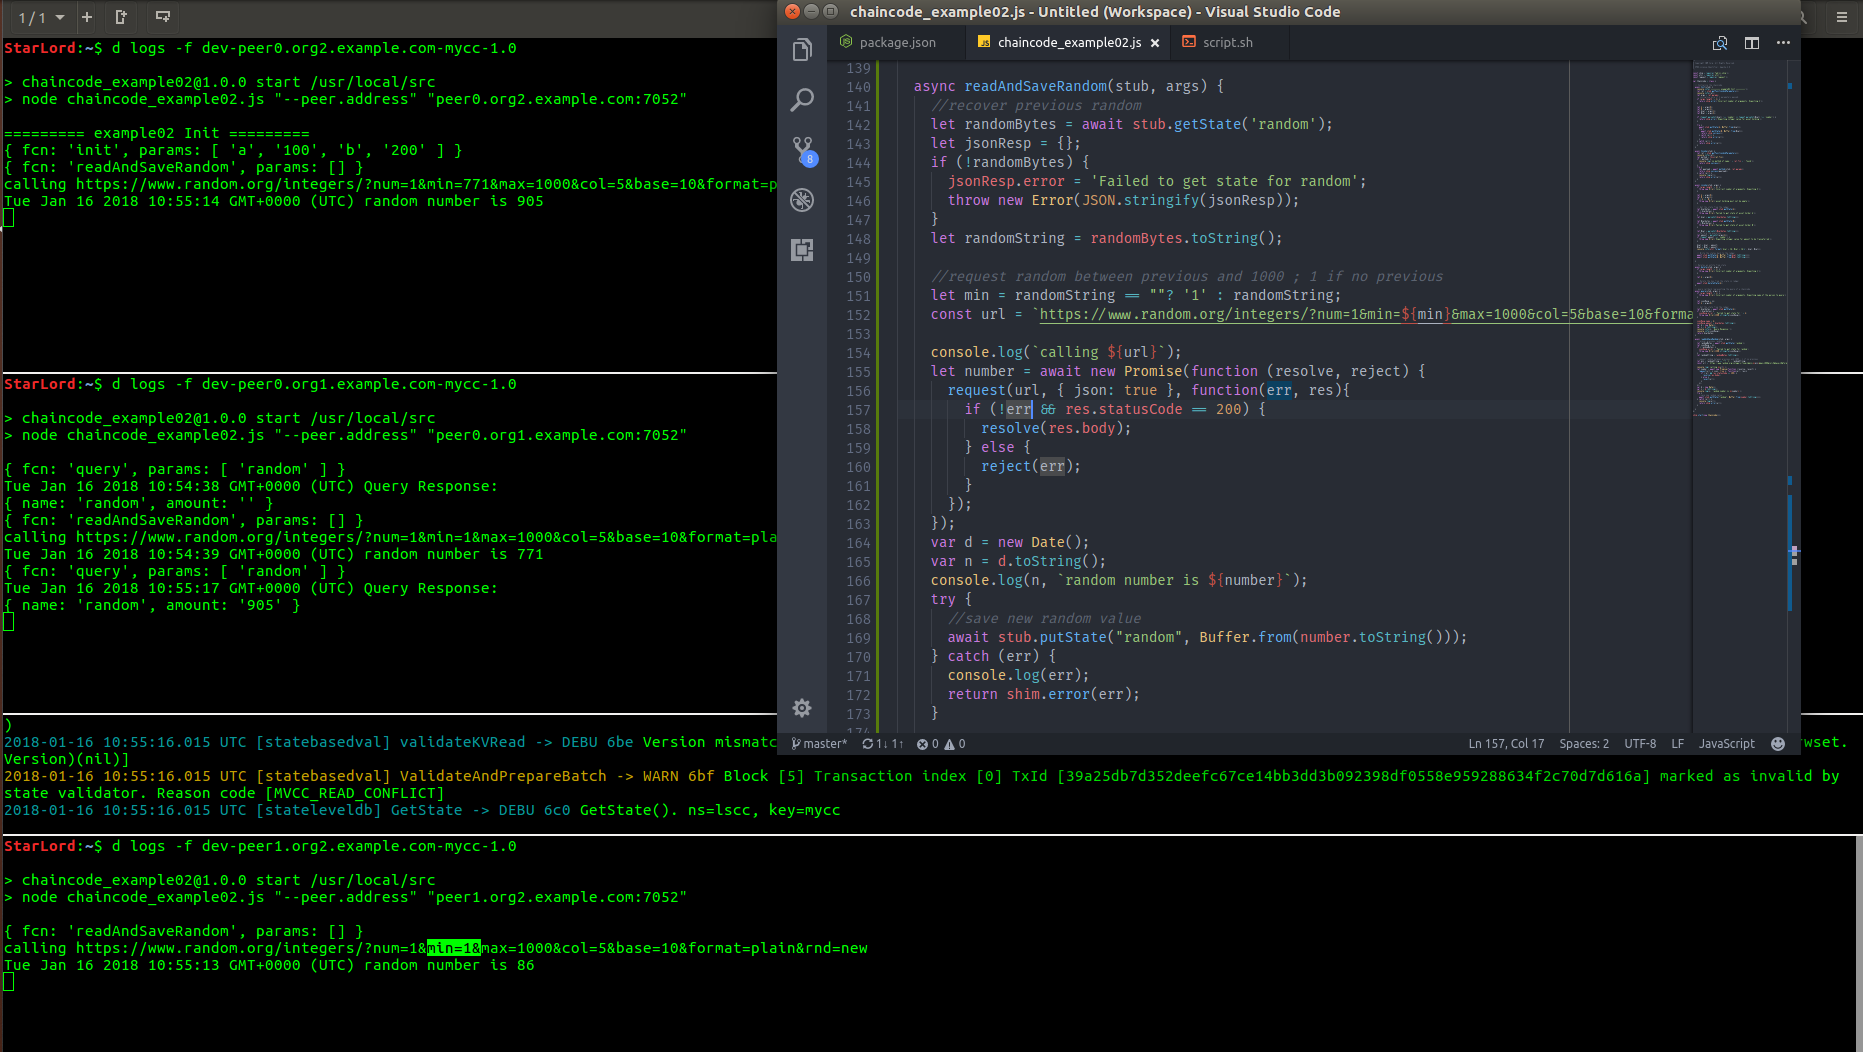 1 / 1
StarLord:~$ d logs -f dev-peer0.org2.example.com-mycc-1.0
> chaincode_example02@1.0.0 start /usr/local/src
> node chaincode_example02.js "--peer.address" "peer0.org2.example.com:7052"
========= example02 Init =========
{ fcn: 'init', params: [ 'a', '100', 'b', '200' ] }
{ fcn: 'readAndSaveRandom', params: [] }
calling https://www.random.org/integers/?num=1&min=771&max=1000&col=5&base=10&format=p
Tue Jan 16 2018 10:55:14 GMT+0000 (UTC) random number is 905
StarLord:~$ d logs -f dev-peer0.org1.example.com-mycc-1.0
> chaincode_example02@1.0.0 start /usr/local/src
> node chaincode_example02.js "--peer.address" "peer0.org1.example.com:7052"
{ fcn: 'query', params: [ 'random' ] }
Tue Jan 16 2018 10:54:38 GMT+0000 (UTC) Query Response:
{ name: 'random', amount: '' }
{ fcn: 'readAndSaveRandom', params: [] }
calling https://www.random.org/integers/?num=1&min=1&max=1000&col=5&base=10&format=pla
Tue Jan 16 2018 10:54:39 GMT+0000 (UTC) random number is 771
{ fcn: 'query', params: [ 'random' ] }
Tue Jan 16 2018 10:55:17 GMT+0000 (UTC) Query Response:
{ name: 'random', amount: '905' }
)
2018-01-16 10:55:16.015 UTC [statebasedval] validateKVRead -> DEBU 6be Version mismatc
rwset.
Version)(nil)]
2018-01-16 10:55:16.015 UTC [statebasedval] ValidateAndPrepareBatch -> WARN 6bf Block [5] Transaction index [0] TxId [39a25db7d352deefc67ce14bb3dd3b092398df0558e959288634f2c70d7d616a] marked as invalid by
state validator. Reason code [MVCC_READ_CONFLICT]
2018-01-16 10:55:16.015 UTC [stateleveldb] GetState -> DEBU 6c0 GetState(). ns=lscc, key=mycc
StarLord:~$ d logs -f dev-peer1.org2.example.com-mycc-1.0
> chaincode_example02@1.0.0 start /usr/local/src
> node chaincode_example02.js "--peer.address" "peer1.org2.example.com:7052"
{ fcn: 'readAndSaveRandom', params: [] }
calling https://www.random.org/integers/?num=1&min=1&max=1000&col=5&base=10&format=plain&rnd=new
Tue Jan 16 2018 10:55:13 GMT+0000 (UTC) random number is 86
chaincode_example02.js - Untitled (Workspace) - Visual Studio Code
package.json
JS chaincode_example02.js
script.sh
8
139
140 async readAndSaveRandom(stub, args) {
141 //recover previous random
142 let randomBytes = await stub.getState('random');
143 let jsonResp = {};
144 if (!randomBytes) {
145 jsonResp.error = 'Failed to get state for random';
146 throw new Error(JSON.stringify(jsonResp));
147 }
148 let randomString = randomBytes.toString();
149
150 //request random between previous and 1000 ; 1 if no previous
151 let min = randomString == ""? '1' : randomString;
152 const url = `https://www.random.org/integers/?num=1&min=${min}&max=1000&col=5&base=10&forma
153
154 console.log(`calling ${url}`);
155 let number = await new Promise(function (resolve, reject) {
156 request(url, { json: true }, function(err, res){
157 if (!err && res.statusCode == 200) {
158 resolve(res.body);
159 } else {
160 reject(err);
161 }
162 });
163 });
164 var d = new Date();
165 var n = d.toString();
166 console.log(n, `random number is ${number}`);
167 try {
168 //save new random value
169 await stub.putState("random", Buffer.from(number.toString()));
170 } catch (err) {
171 console.log(err);
172 return shim.error(err);
173 }
master* 1↓ 1↑ 0 0 Ln 157, Col 17 Spaces: 2 UTF-8 LF JavaScript